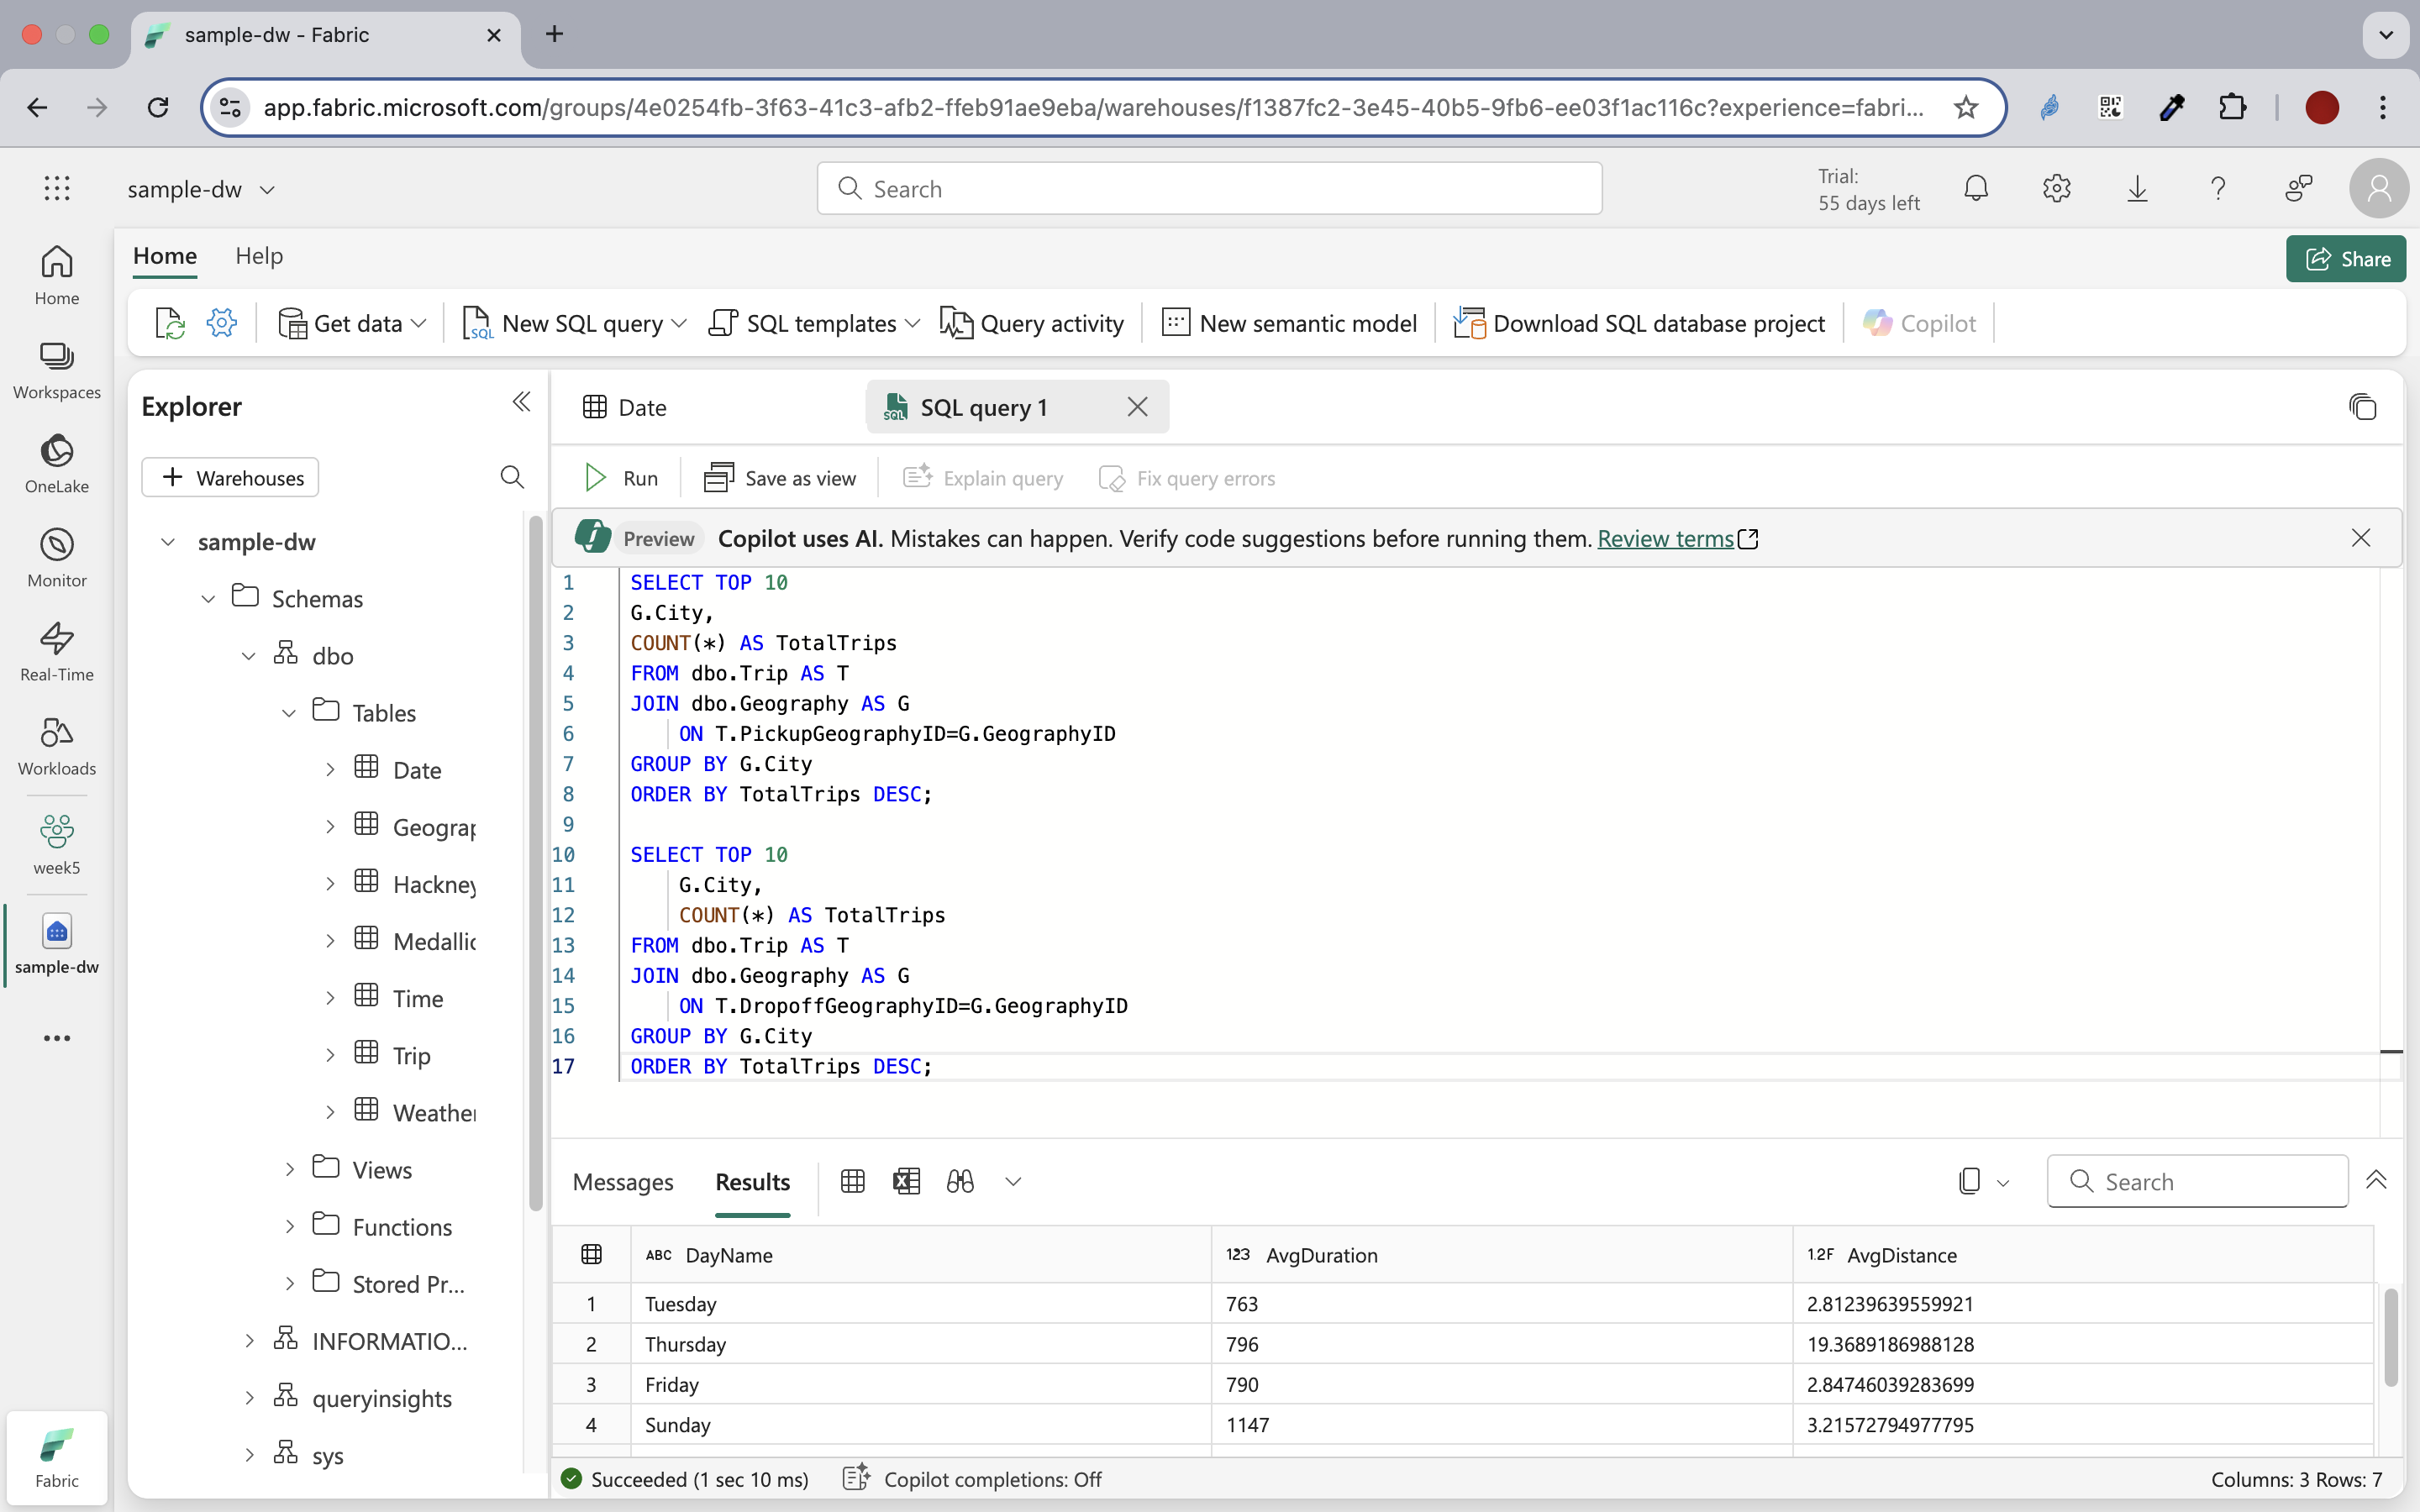 sample-dw - Fabric
app.fabric.microsoft.com/groups/4e0254fb-3f63-41c3-afb2-ffeb91ae9eba/warehouses/f1387fc2-3e45-40b5-9fb6-ee03f1ac116c?experience=fabri...
sample-dw
Search
Trial:
55 days left
Home
Help
Share
Get data
SQL
New SQL query
SQL templates
Query activity
New semantic model
Download SQL database project
Copilot
Home
Workspaces
OneLake
Monitor
Real-Time
Workloads
week5
sample-dw
Fabric
Explorer
Warehouses
sample-dw
Schemas
dbo
Tables
Date
Geograp
Hackney
Medallic
Time
Trip
Weather
Views
Functions
Stored Pr...
INFORMATIO...
queryinsights
sys
Date
SQL
SQL query 1
Run
Save as view
Explain query
Fix query errors
Preview
Copilot uses AI. Mistakes can happen. Verify code suggestions before running them. Review terms
1 SELECT TOP 10
2 G.City,
3 COUNT(*) AS TotalTrips
4 FROM dbo.Trip AS T
5 JOIN dbo.Geography AS G
6 ON T.PickupGeographyID=G.GeographyID
7 GROUP BY G.City
8 ORDER BY TotalTrips DESC;
9
10 SELECT TOP 10
11 G.City,
12 COUNT(*) AS TotalTrips
13 FROM dbo.Trip AS T
14 JOIN dbo.Geography AS G
15 ON T.DropoffGeographyID=G.GeographyID
16 GROUP BY G.City
17 ORDER BY TotalTrips DESC;
Messages
Results
Search
ABC DayName 123 AvgDuration 1.2F AvgDistance
1 Tuesday 763 2.81239639559921
2 Thursday 796 19.3689186988128
3 Friday 790 2.84746039283699
4 Sunday 1147 3.21572794977795
Succeeded (1 sec 10 ms)
Copilot completions: Off
Columns: 3 Rows: 7